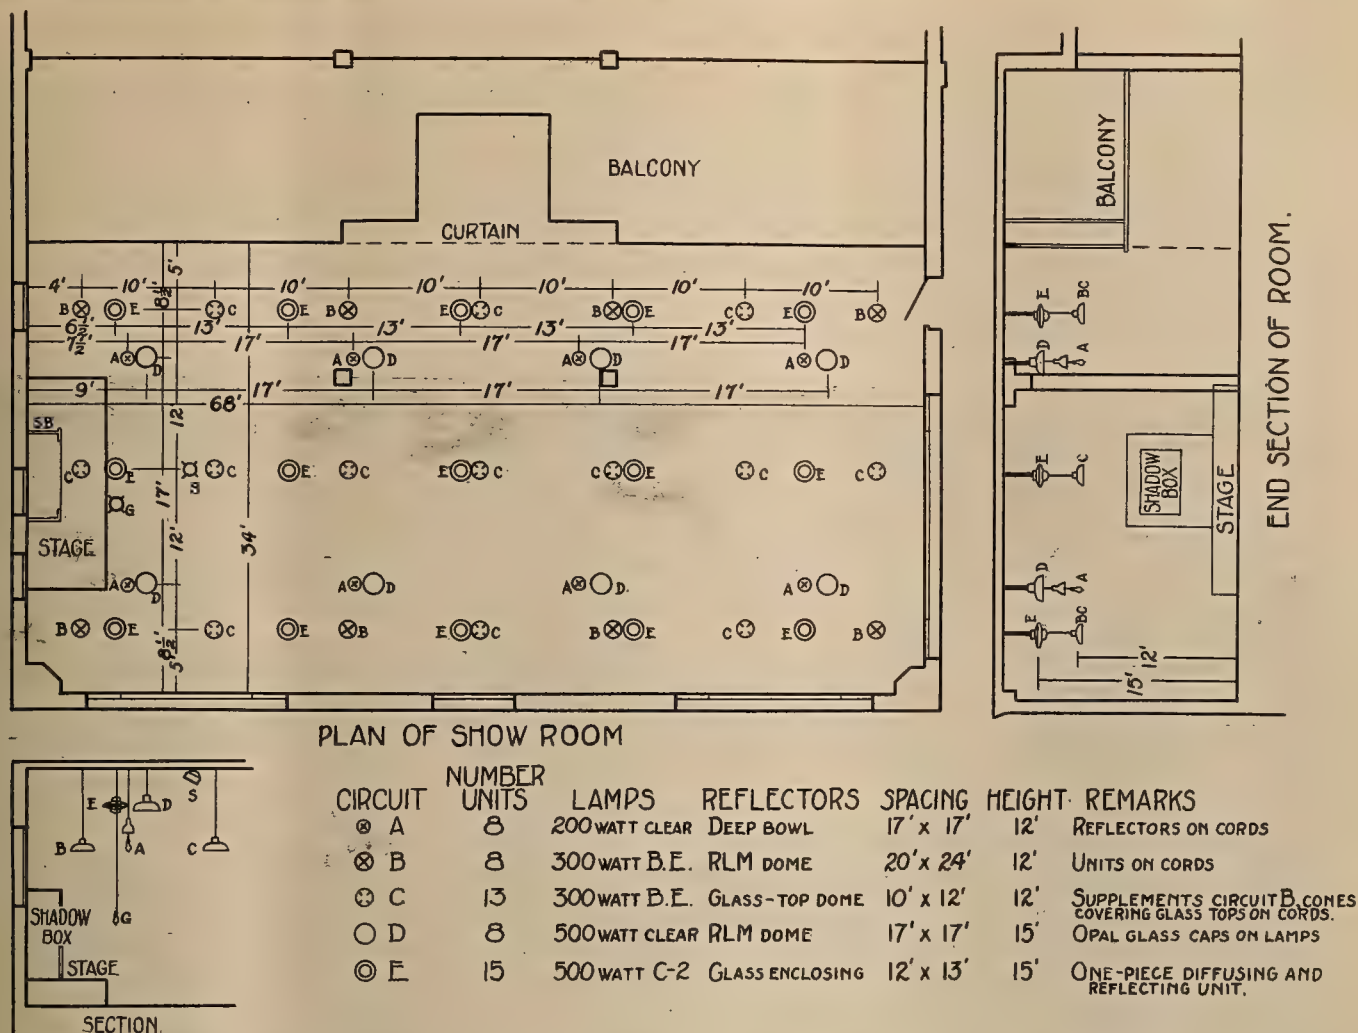 BALCONY
CURTAIN
4' 10' 10' 10' 10' 10' 10'
B E C E B E C B E C E B
6½' 13' 13' 13' 13'
7½' 17' 17' 17'
A D A D A D A D
9' 17' 17' 17'
68'
5'
8½'
12'
17'
12'
34'
8½'
5'
SB
C E S C E C E C C E C E C
G
STAGE
A D A D A D. A D
B E C E B E C B E C E B
PLAN OF SHOW ROOM
BALCONY
E BC
D A
E C
D A
E BC
SHADOW
BOX
STAGE
12'
15'
END SECTION OF ROOM.
E D S
B A C
G
SHADOW
BOX
STAGE
SECTION.
NUMBER
CIRCUIT UNITS LAMPS REFLECTORS SPACING HEIGHT REMARKS
A 8 200 WATT CLEAR DEEP BOWL 17' x 17' 12' REFLECTORS ON CORDS
B 8 300 WATT B.E. RLM DOME 20' x 24' 12' UNITS ON CORDS
C 13 300 WATT B.E. GLASS-TOP DOME 10' x 12' 12' SUPPLEMENTS CIRCUIT B, CONES
COVERING GLASS TOPS ON CORDS.
D 8 500 WATT CLEAR RLM DOME 17' x 17' 15' OPAL GLASS CAPS ON LAMPS
E 15 500 WATT C-2 GLASS ENCLOSING 12' x 13' 15' ONE-PIECE DIFFUSING AND
REFLECTING UNIT.